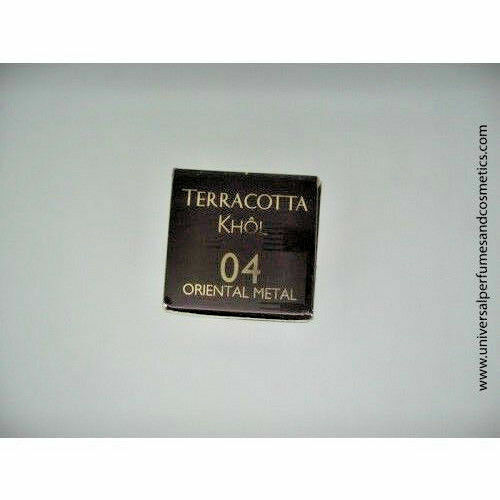 TERRACOTTA
KHÔL
04
ORIENTAL METAL
www.universalperfumesandcosmetics.com